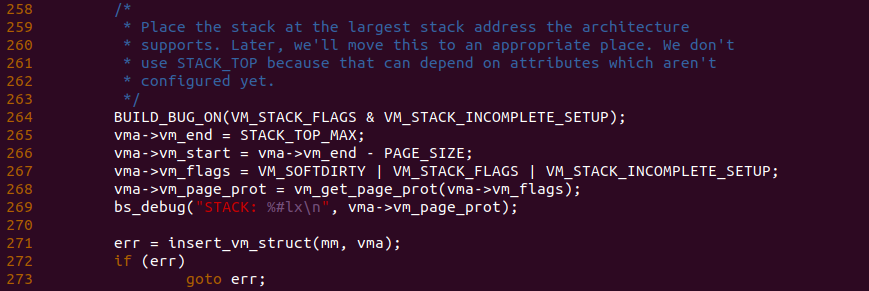 258         /*
259          * Place the stack at the largest stack address the architecture
260          * supports. Later, we'll move this to an appropriate place. We don't
261          * use STACK_TOP because that can depend on attributes which aren't
262          * configured yet.
263          */
264         BUILD_BUG_ON(VM_STACK_FLAGS & VM_STACK_INCOMPLETE_SETUP);
265         vma->vm_end = STACK_TOP_MAX;
266         vma->vm_start = vma->vm_end - PAGE_SIZE;
267         vma->vm_flags = VM_SOFTDIRTY | VM_STACK_FLAGS | VM_STACK_INCOMPLETE_SETUP;
268         vma->vm_page_prot = vm_get_page_prot(vma->vm_flags);
269         bs_debug("STACK: %#lx\n", vma->vm_page_prot);
270
271         err = insert_vm_struct(mm, vma);
272         if (err)
273                 goto err;